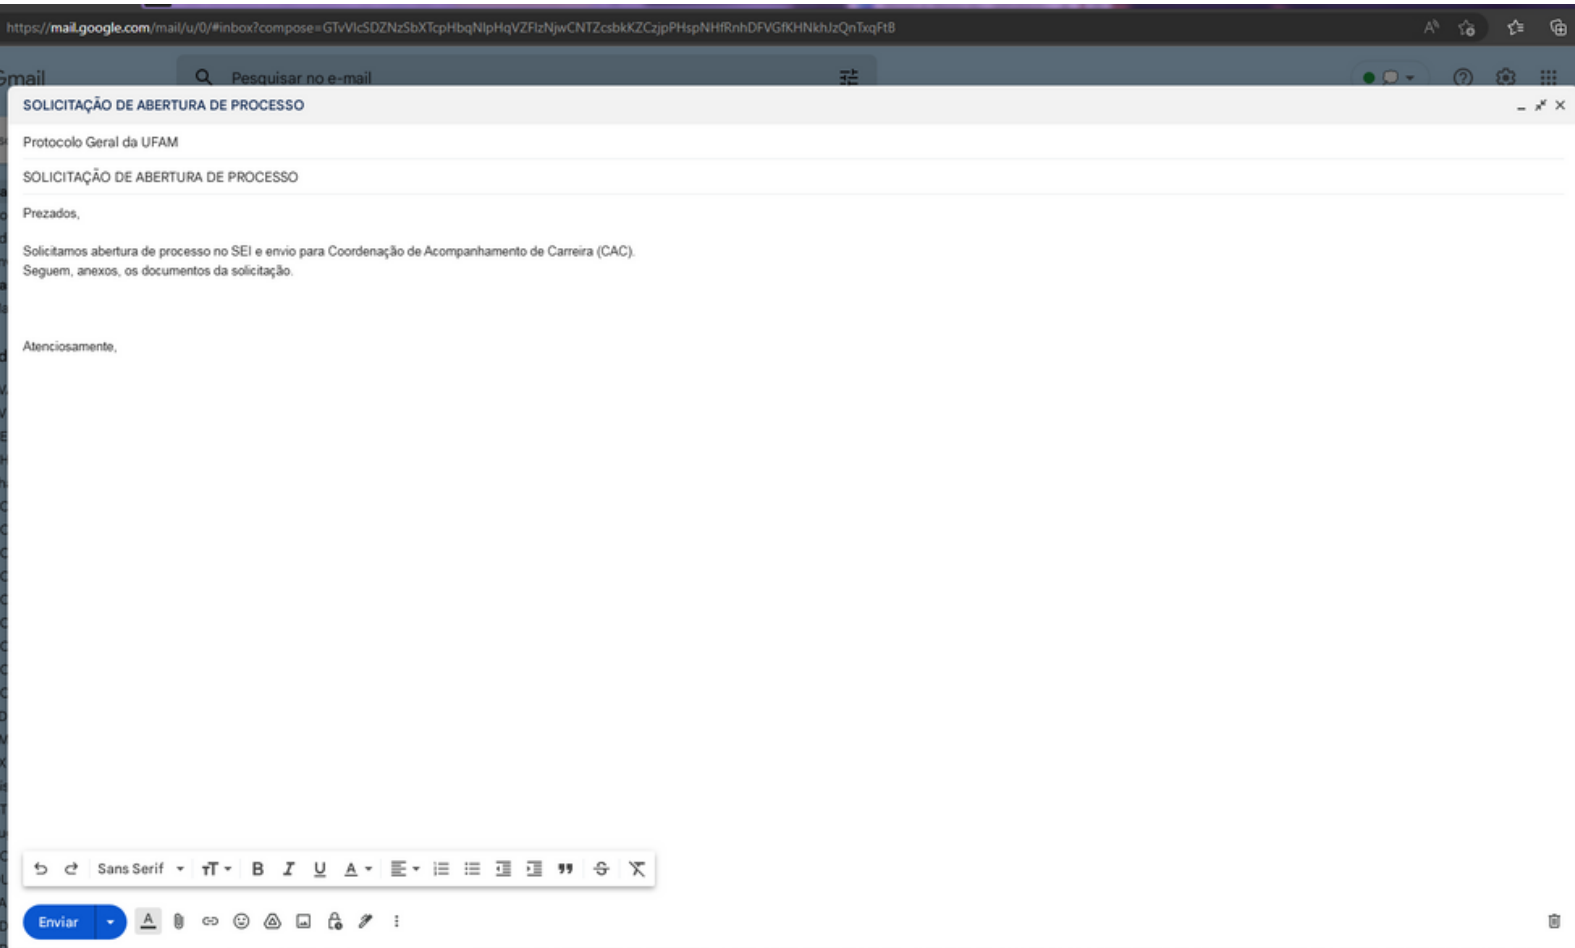 https://mail.google.com/mail/u/0/#inbox?compose=GTvVlcSDZNzSbXTcpHbqNlpHqVZFlzNjwCNTZcsbkKZCzjpPHspNHfRnhDFVGfKHNkhJzQnTxqFtB
Gmail
Pesquisar no e-mail
SOLICITAÇÃO DE ABERTURA DE PROCESSO
Protocolo Geral da UFAM
SOLICITAÇÃO DE ABERTURA DE PROCESSO
Prezados,
Solicitamos abertura de processo no SEI e envio para Coordenação de Acompanhamento de Carreira (CAC).
Seguem, anexos, os documentos da solicitação.
Atenciosamente,
Sans Serif
Enviar